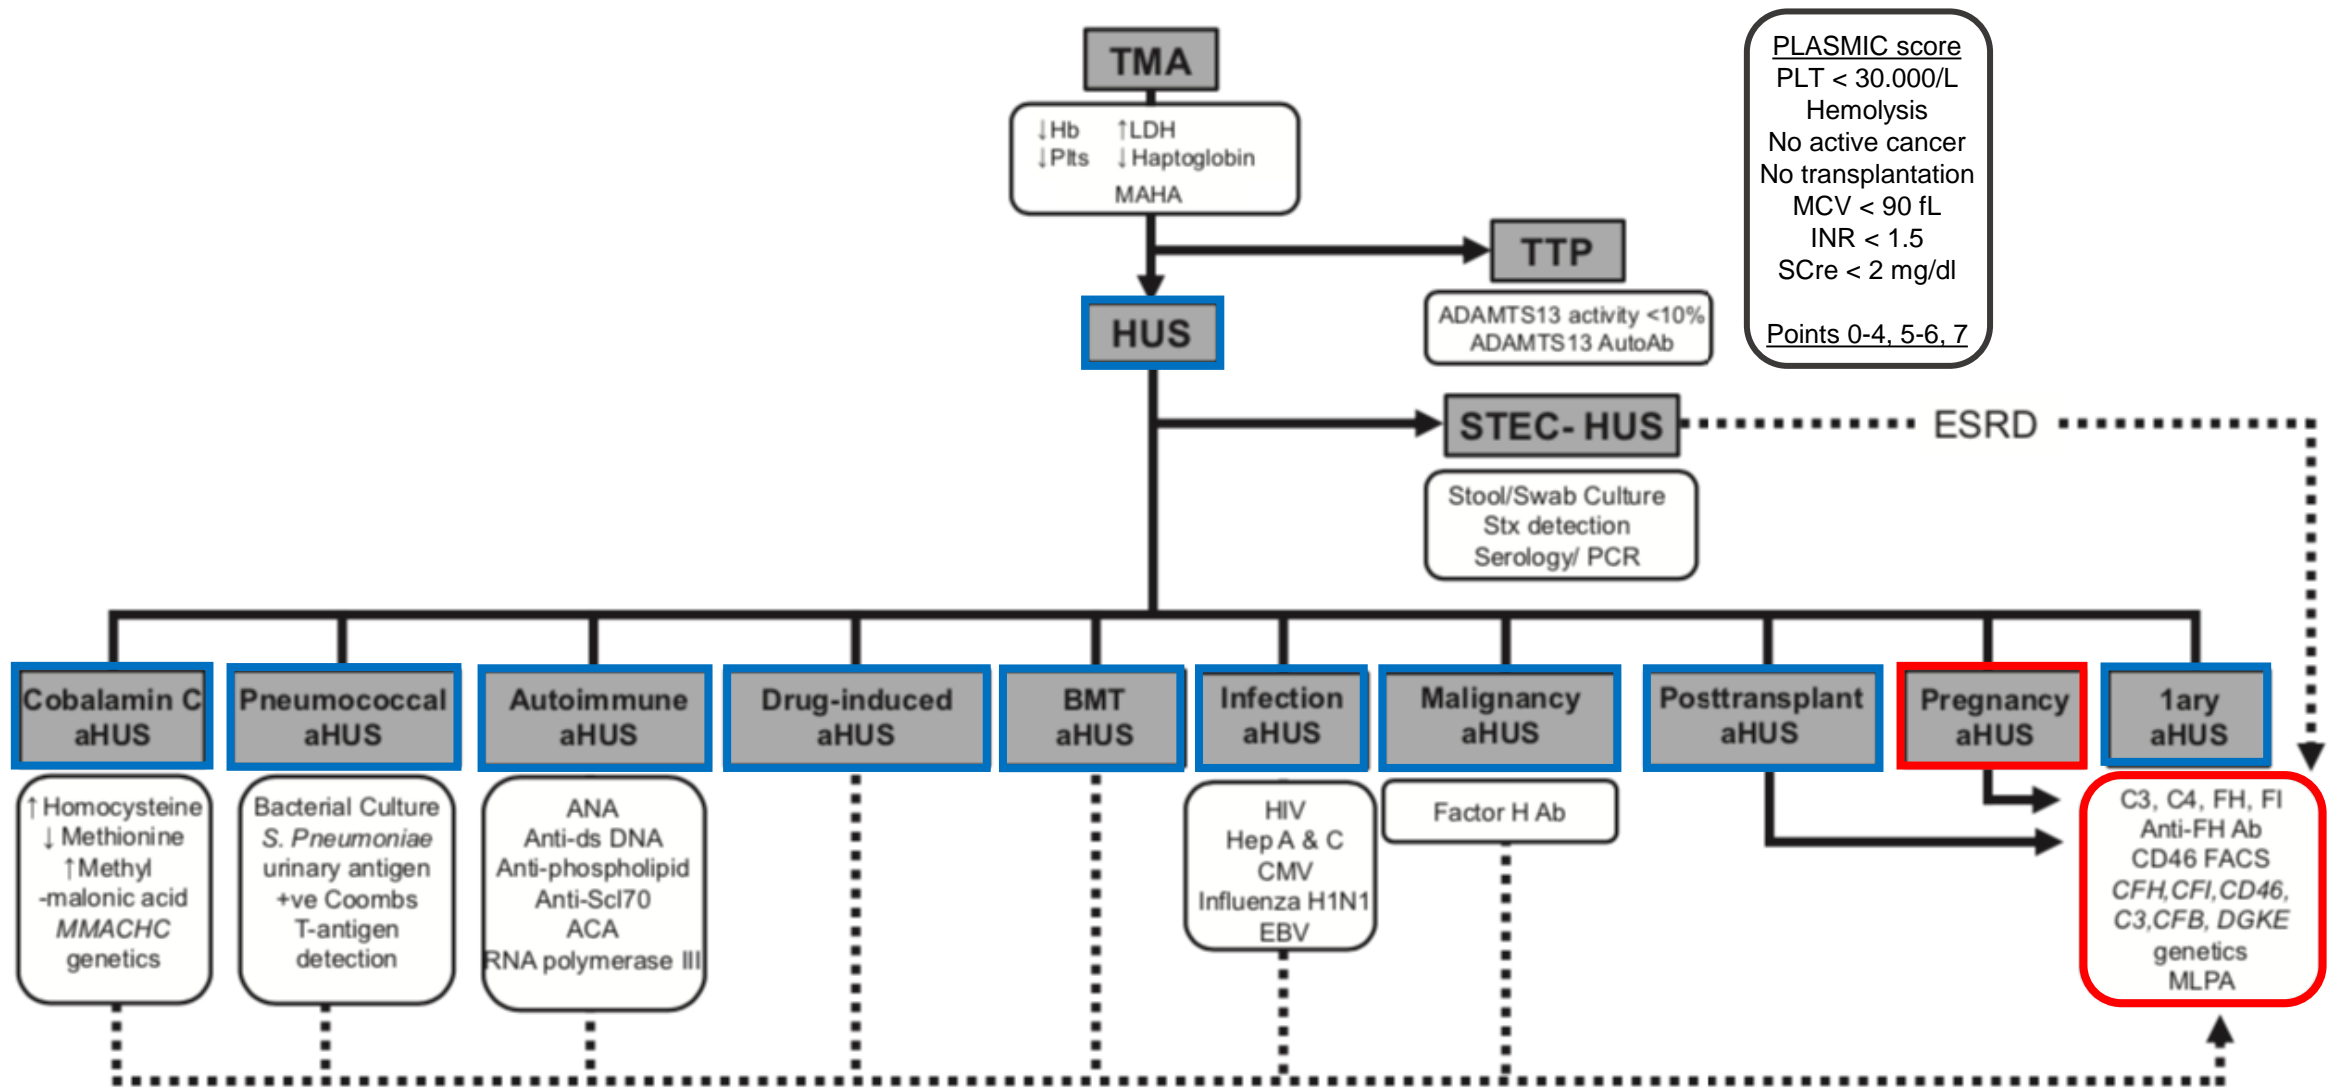 TMA
↓Hb ↑LDH
↓Plts ↓Haptoglobin
MAHA
PLASMIC score
PLT < 30.000/L
Hemolysis
No active cancer
No transplantation
MCV < 90 fL
INR < 1.5
SCre < 2 mg/dl
Points 0-4, 5-6, 7
TTP
ADAMTS13 activity <10%
ADAMTS13 AutoAb
HUS
STEC- HUS
ESRD
Stool/Swab Culture
Stx detection
Serology/ PCR
Cobalamin C
aHUS
↑Homocysteine
↓Methionine
↑Methyl
-malonic acid
MMACHC
genetics
Pneumococcal
aHUS
Bacterial Culture
S. Pneumoniae
urinary antigen
+ve Coombs
T-antigen
detection
Autoimmune
aHUS
ANA
Anti-ds DNA
Anti-phospholipid
Anti-Scl70
ACA
RNA polymerase III
Drug-induced
aHUS
BMT
aHUS
Infection
aHUS
HIV
Hep A & C
CMV
Influenza H1N1
EBV
Malignancy
aHUS
Factor H Ab
Posttransplant
aHUS
Pregnancy
aHUS
1ary
aHUS
C3, C4, FH, FI
Anti-FH Ab
CD46 FACS
CFH,CFI,CD46,
C3,CFB, DGKE
genetics
MLPA